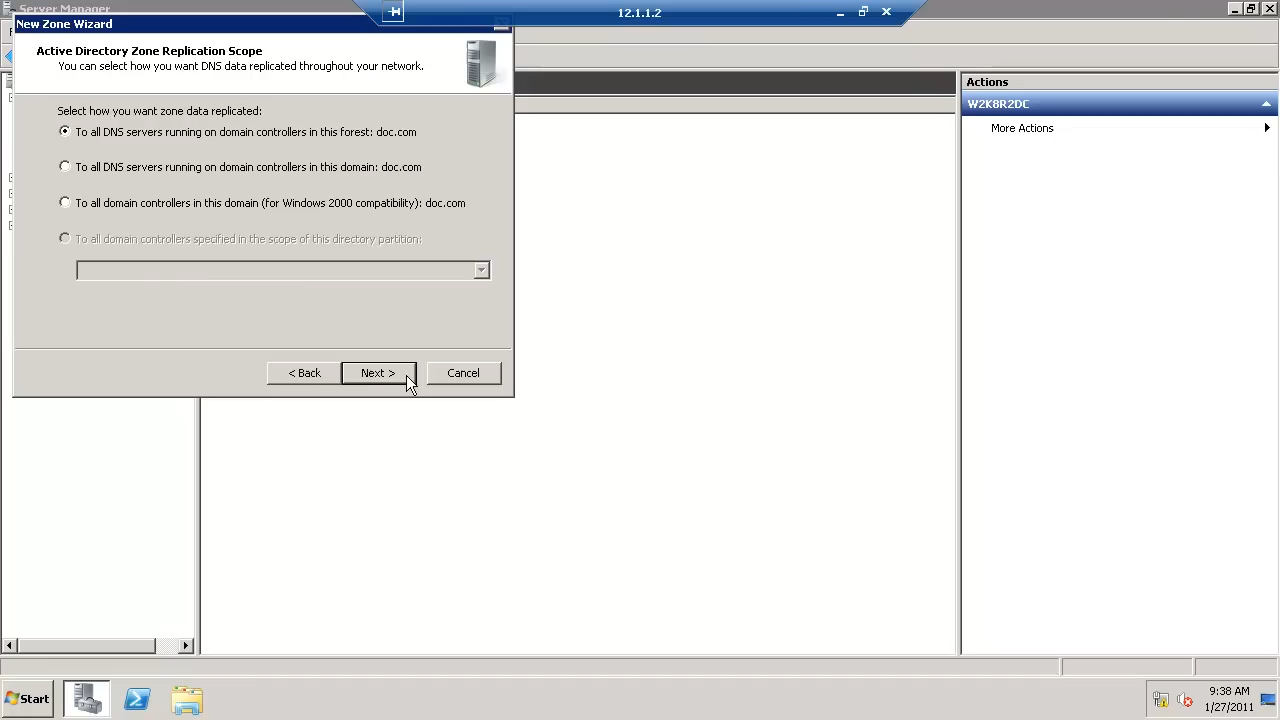 Server Manager
12.1.1.2
New Zone Wizard
Active Directory Zone Replication Scope
You can select how you want DNS data replicated throughout your network.
Actions
W2K8R2DC
More Actions
Select how you want zone data replicated:
To all DNS servers running on domain controllers in this forest: doc.com
To all DNS servers running on domain controllers in this domain: doc.com
To all domain controllers in this domain (for Windows 2000 compatibility): doc.com
To all domain controllers specified in the scope of this directory partition:
< Back
Next >
Cancel
Start
9:38 AM
1/27/2011